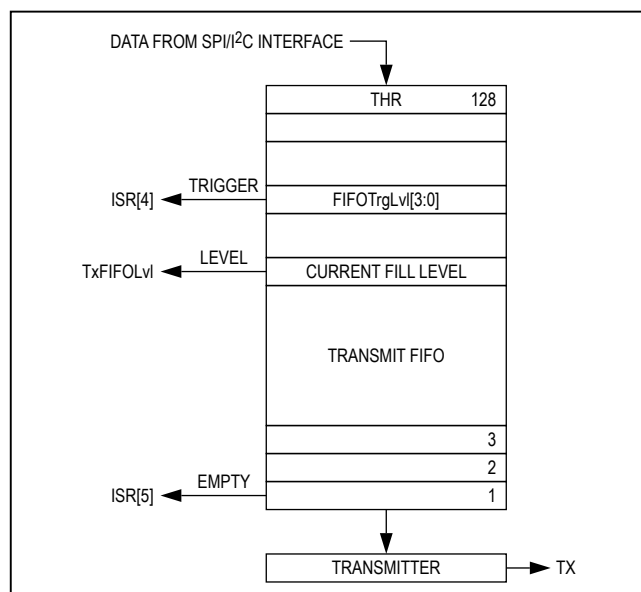 DATA FROM SPI/I²C INTERFACE
THR 128
TRIGGER
ISR[4]
FIFOTrgLvl[3:0]
LEVEL
TxFIFOLvl
CURRENT FILL LEVEL
TRANSMIT FIFO
3
2
EMPTY
ISR[5]
1
TRANSMITTER
TX